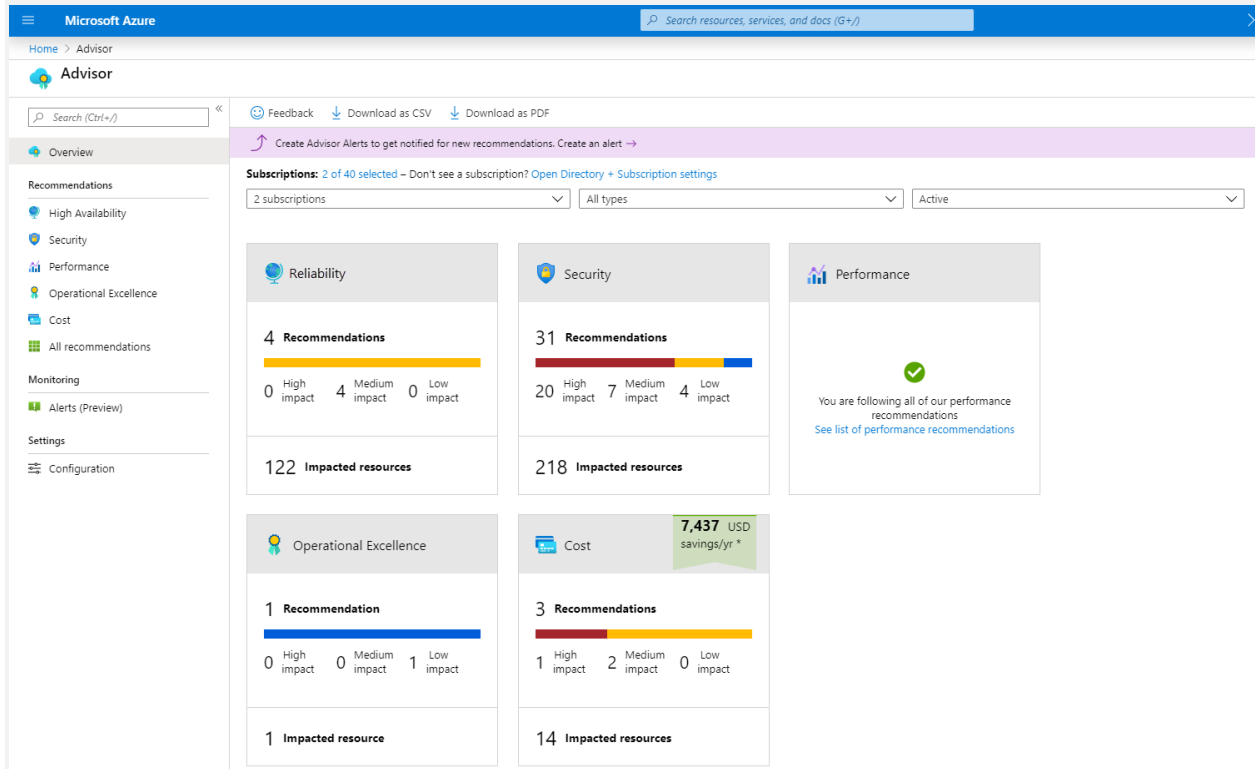 Microsoft Azure
Search resources, services, and docs (G+/)
Home > Advisor
Advisor
Search (Ctrl+/)
«
Overview
Recommendations
High Availability
Security
Performance
Operational Excellence
Cost
All recommendations
Monitoring
Alerts (Preview)
Settings
Configuration
Feedback
Download as CSV
Download as PDF
Create Advisor Alerts to get notified for new recommendations. Create an alert →
Subscriptions: 2 of 40 selected – Don't see a subscription? Open Directory + Subscription settings
2 subscriptions
All types
Active
Reliability
4 Recommendations
0 High impact
4 Medium impact
0 Low impact
122 Impacted resources
Security
31 Recommendations
20 High impact
7 Medium impact
4 Low impact
218 Impacted resources
Performance
You are following all of our performance
recommendations
See list of performance recommendations
Operational Excellence
1 Recommendation
0 High impact
0 Medium impact
1 Low impact
1 Impacted resource
Cost
7,437 USD
savings/yr *
3 Recommendations
1 High impact
2 Medium impact
0 Low impact
14 Impacted resources